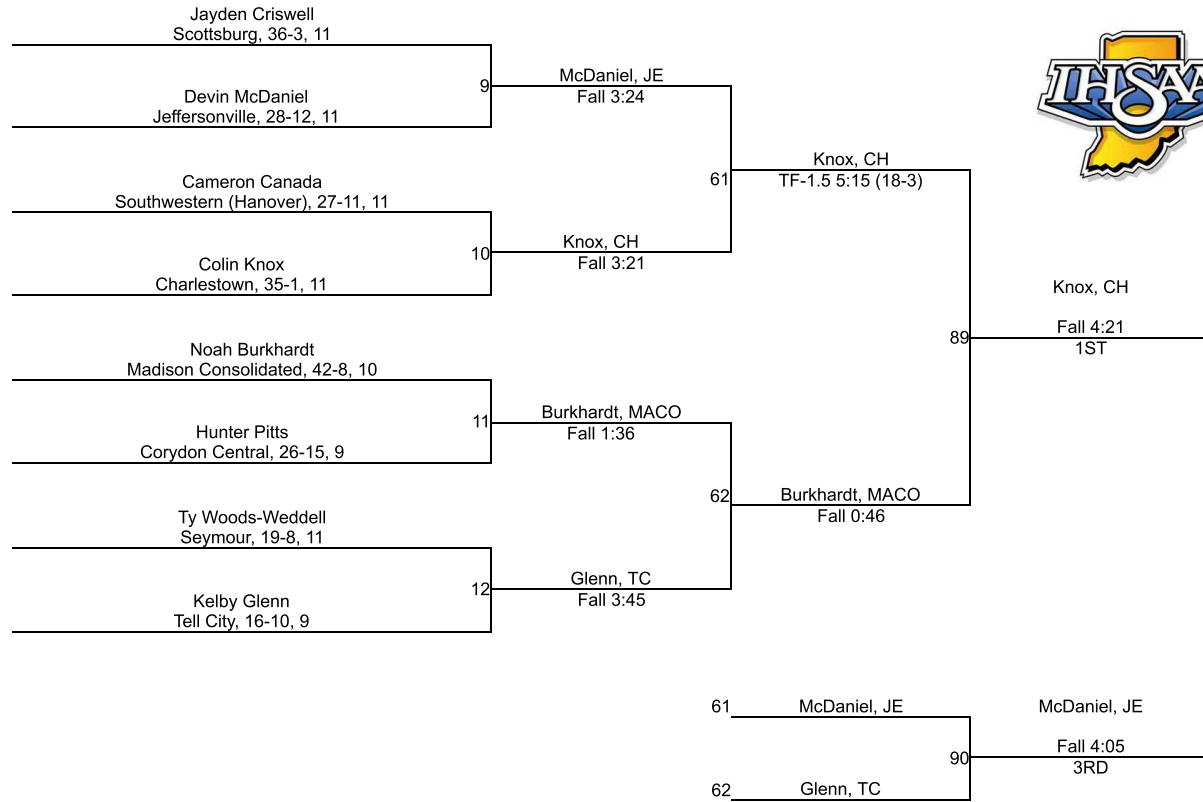 Jayden Criswell
Scottsburg, 36-3, 11
9
McDaniel, JE
Fall 3:24
Devin McDaniel
Jeffersonville, 28-12, 11
IHSAA
61
Knox, CH
TF-1.5 5:15 (18-3)
Cameron Canada
Southwestern (Hanover), 27-11, 11
10
Knox, CH
Fall 3:21
Colin Knox
Charlestown, 35-1, 11
89
Knox, CH
Fall 4:21
1ST
Noah Burkhardt
Madison Consolidated, 42-8, 10
11
Burkhardt, MACO
Fall 1:36
Hunter Pitts
Corydon Central, 26-15, 9
62
Burkhardt, MACO
Fall 0:46
Ty Woods-Weddell
Seymour, 19-8, 11
12
Glenn, TC
Fall 3:45
Kelby Glenn
Tell City, 16-10, 9
61
McDaniel, JE
90
McDaniel, JE
Fall 4:05
3RD
62
Glenn, TC